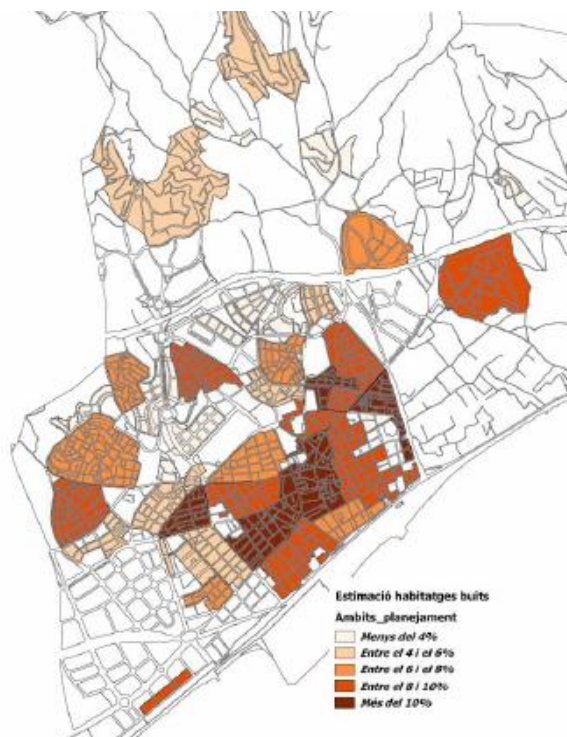 Estimació habitatges buits
Ambits_planejament
Menys del 4%
Entre el 4 i el 6%
Entre el 6 i el 8%
Entre el 8 i 10%
Més del 10%